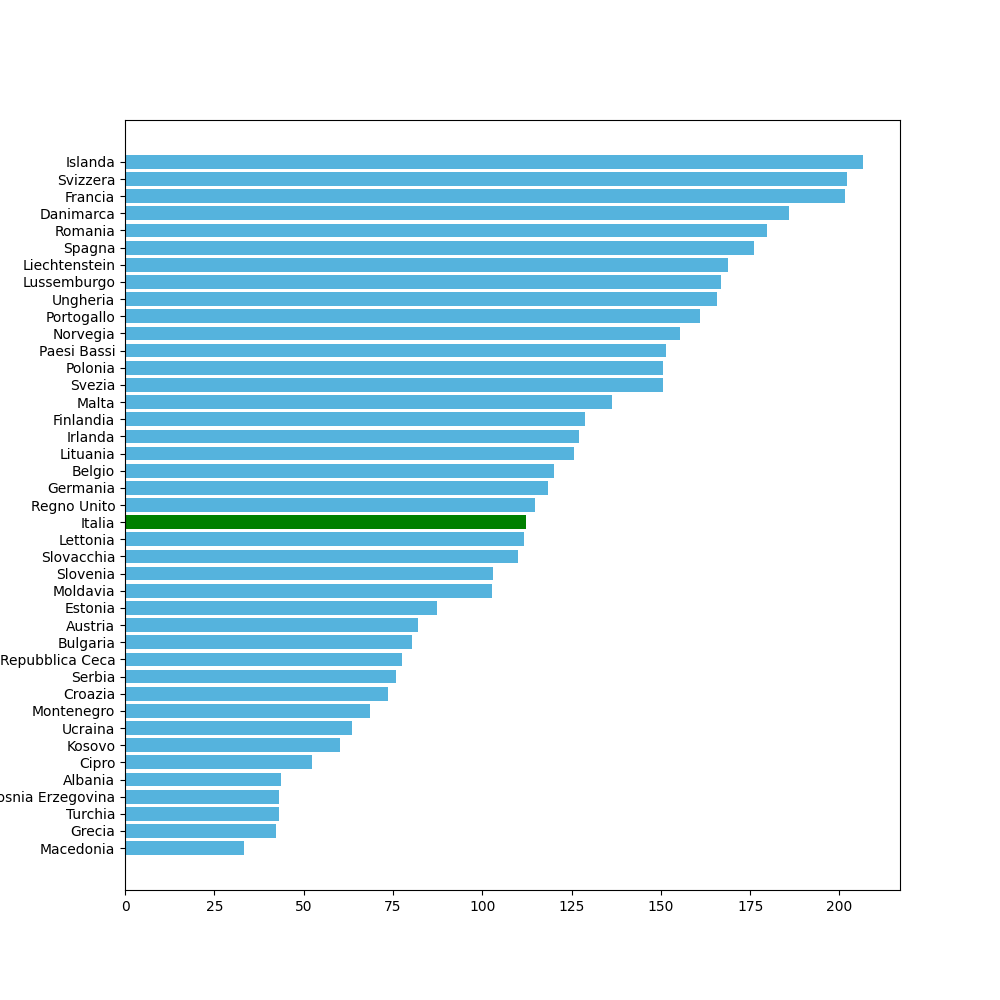 Islanda
Svizzera
Francia
Danimarca
Romania
Spagna
Liechtenstein
Lussemburgo
Ungheria
Portogallo
Norvegia
Paesi Bassi
Polonia
Svezia
Malta
Finlandia
Irlanda
Lituania
Belgio
Germania
Regno Unito
Italia
Lettonia
Slovacchia
Slovenia
Moldavia
Estonia
Austria
Bulgaria
Repubblica Ceca
Serbia
Croazia
Montenegro
Ucraina
Kosovo
Cipro
Albania
osnia Erzegovina
Turchia
Grecia
Macedonia
0 25 50 75 100 125 150 175 200